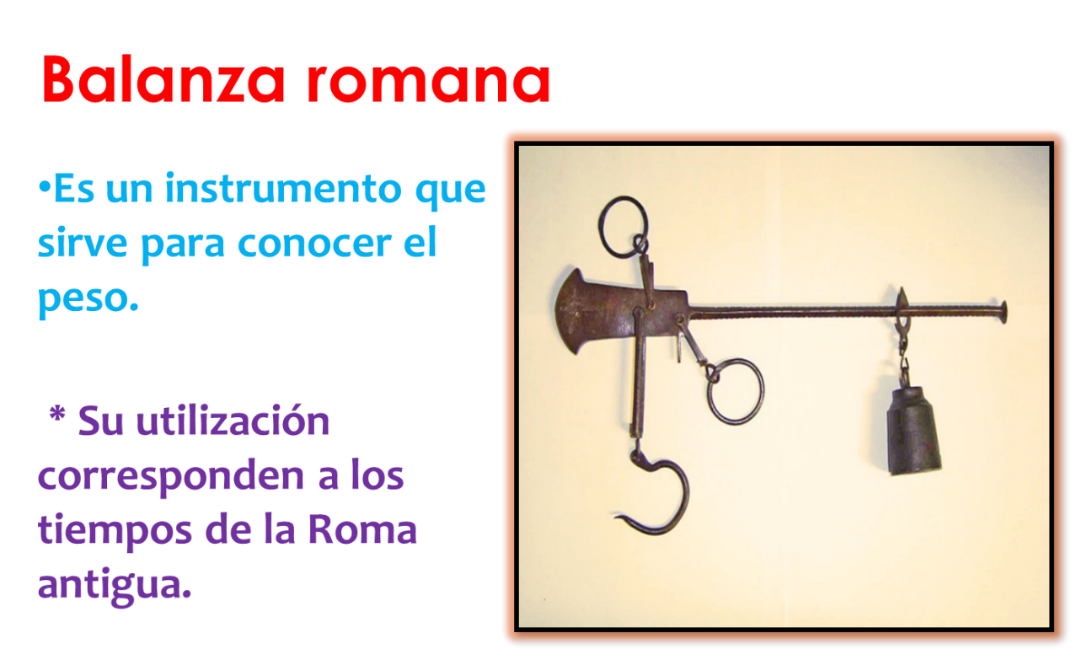 Balanza romana
•Es un instrumento que
sirve para conocer el
peso.
* Su utilización
corresponden a los
tiempos de la Roma
antigua.